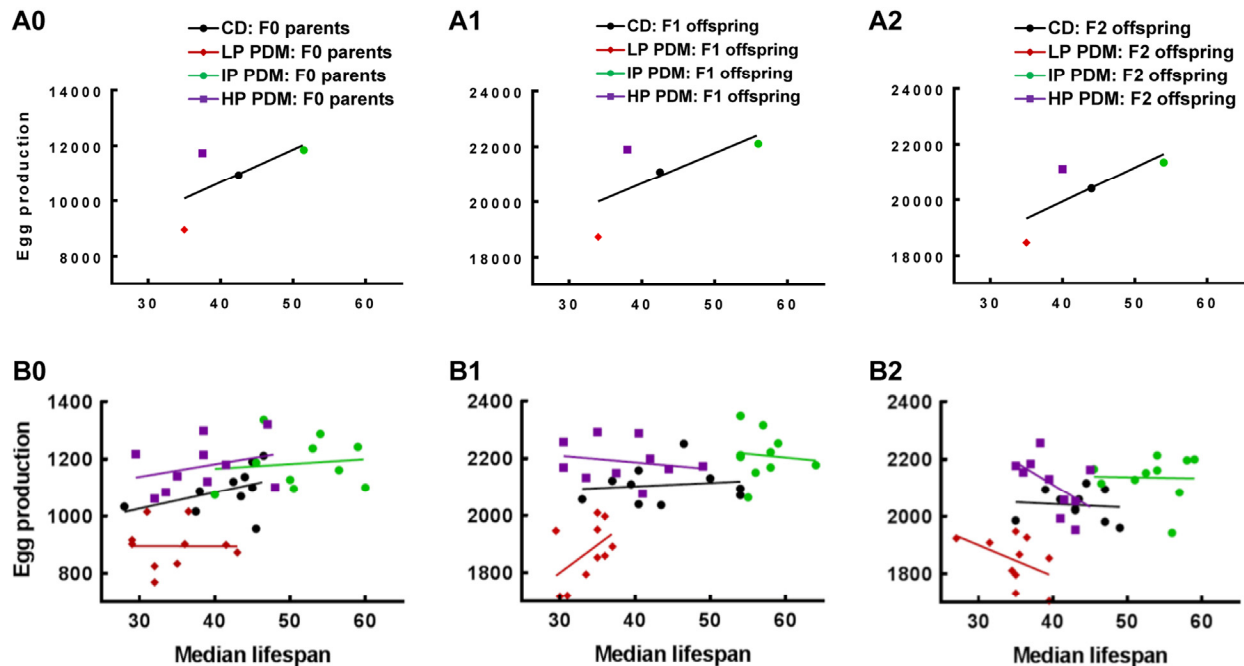 A0
CD: F0 parents
LP PDM: F0 parents
IP PDM: F0 parents
HP PDM: F0 parents
Egg production
14000
12000
10000
8000
30 40 50 60
A1
CD: F1 offspring
LP PDM: F1 offspring
IP PDM: F1 offspring
HP PDM: F1 offspring
24000
22000
20000
18000
30 40 50 60
A2
CD: F2 offspring
LP PDM: F2 offspring
IP PDM: F2 offspring
HP PDM: F2 offspring
24000
22000
20000
18000
30 40 50 60
B0
Egg production
1400
1200
1000
800
30 40 50 60
Median lifespan
B1
2400
2200
2000
1800
30 40 50 60
Median lifespan
B2
2400
2200
2000
1800
30 40 50 60
Median lifespan